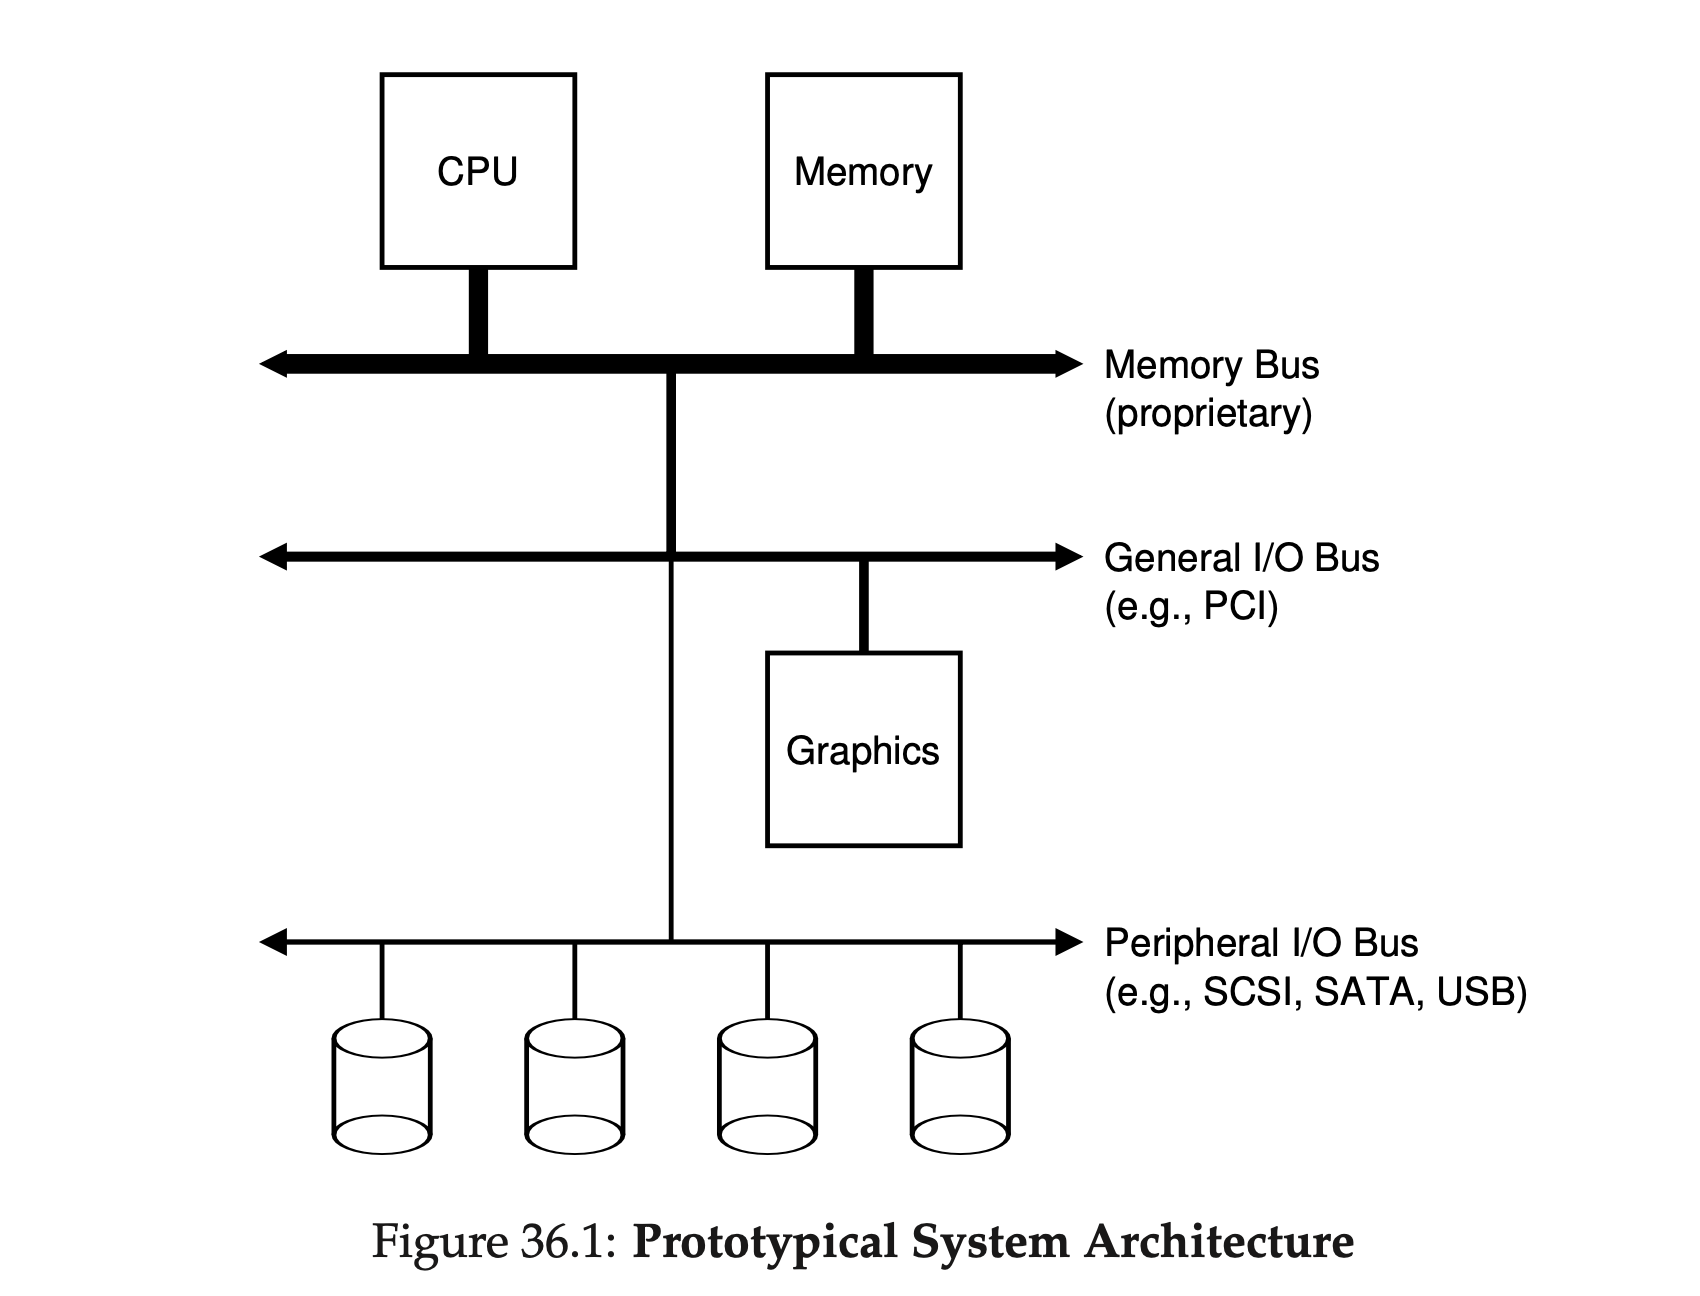 CPU
Memory
Memory Bus
(proprietary)
General I/O Bus
(e.g., PCI)
Graphics
Peripheral I/O Bus
(e.g., SCSI, SATA, USB)
Figure 36.1: Prototypical System Architecture